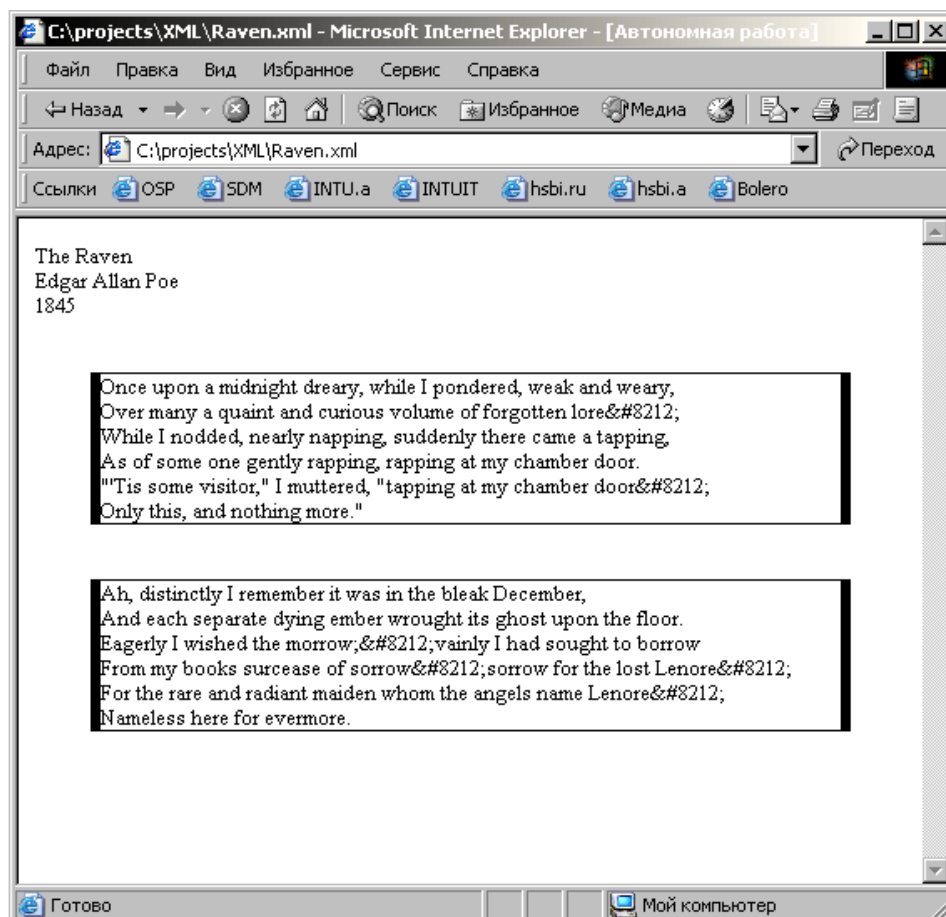 C:\projects\XML\Raven.xml - Microsoft Internet Explorer - [Автономная работа]
Файл Правка Вид Избранное Сервис Справка
Назад Поиск Избранное Медиа
Адрес: C:\projects\XML\Raven.xml Переход
Ссылки OSP SDM INTU.a INTUIT hsbi.ru hsbi.a Bolero
The Raven
Edgar Allan Poe
1845
Once upon a midnight dreary, while I pondered, weak and weary,
Over many a quaint and curious volume of forgotten lore&#8212;
While I nodded, nearly napping, suddenly there came a tapping,
As of some one gently rapping, rapping at my chamber door.
"'Tis some visitor," I muttered, "tapping at my chamber door&#8212;
Only this, and nothing more."
Ah, distinctly I remember it was in the bleak December,
And each separate dying ember wrought its ghost upon the floor.
Eagerly I wished the morrow;&#8212;vainly I had sought to borrow
From my books surcease of sorrow&#8212;sorrow for the lost Lenore&#8212;
For the rare and radiant maiden whom the angels name Lenore&#8212;
Nameless here for evermore.
Готово Мой компьютер